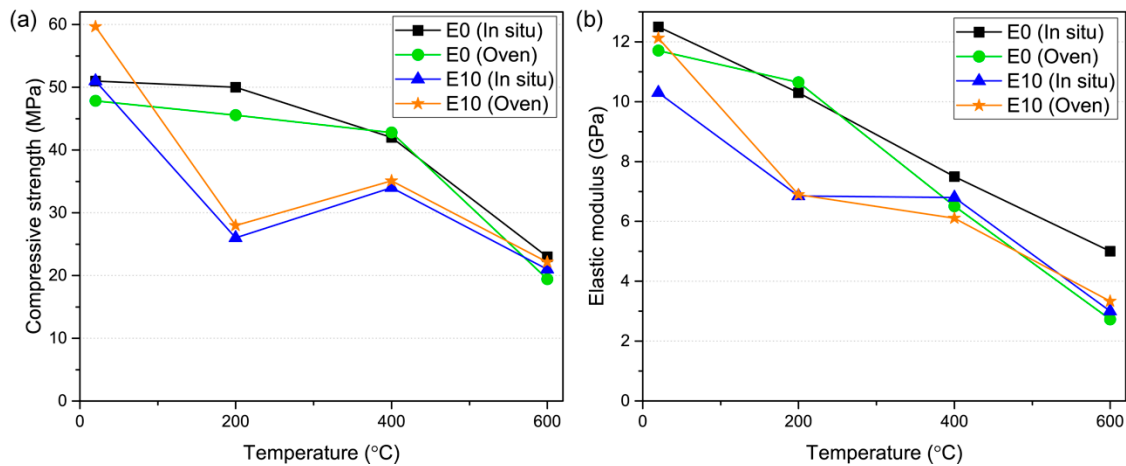 (a)
60
50
40
30
20
10
0
Compressive strength (MPa)
E0 (In situ)
E0 (Oven)
E10 (In situ)
E10 (Oven)
0
200
400
600
Temperature (°C)
(b)
12
10
8
6
4
2
0
Elastic modulus (GPa)
E0 (In situ)
E0 (Oven)
E10 (In situ)
E10 (Oven)
0
200
400
600
Temperature (°C)